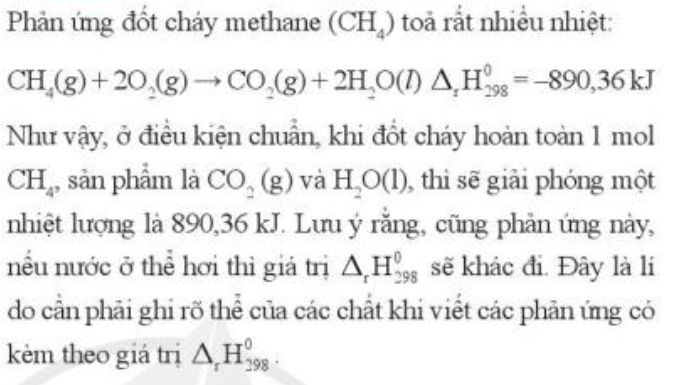 Phản ứng đốt cháy methane (CH₄) toả rất nhiều nhiệt:
CH₄(g) + 2O₂(g) → CO₂(g) + 2H₂O(l) ΔᵣH⁰₂₉₈ = –890,36 kJ
Như vậy, ở điều kiện chuẩn, khi đốt cháy hoàn toàn 1 mol
CH₄, sản phẩm là CO₂ (g) và H₂O(l), thì sẽ giải phóng một
nhiệt lượng là 890,36 kJ. Lưu ý rằng, cũng phản ứng này,
nếu nước ở thể hơi thì giá trị ΔᵣH⁰₂₉₈ sẽ khác đi. Đây là lí
do cần phải ghi rõ thể của các chất khi viết các phản ứng có
kèm theo giá trị ΔᵣH⁰₂₉₈.